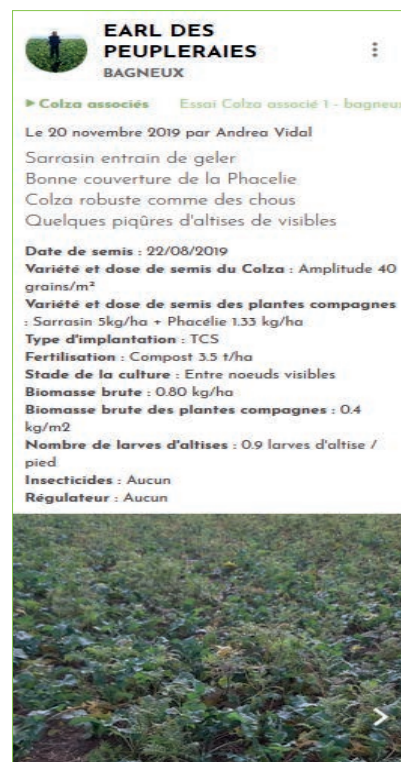 EARL DES
PEUPLERAIES
BAGNEUX
Colza associés Essai Colza associé 1 - bagneux
Le 20 novembre 2019 par Andrea Vidal
Sarrasin entrain de geler
Bonne couverture de la Phacelie
Colza robuste comme des chous
Quelques piqûres d'altises de visibles
Date de semis : 22/08/2019
Variété et dose de semis du Colza : Amplitude 40
grains/m²
Variété et dose de semis des plantes compagnes
: Sarrasin 5kg/ha + Phacélie 1.33 kg/ha
Type d'implantation : TCS
Fertilisation : Compost 3.5 t/ha
Stade de la culture : Entre noeuds visibles
Biomasse brute : 0.80 kg/ha
Biomasse brute des plantes compagnes : 0.4
kg/m2
Nombre de larves d'altises : 0.9 larves d'altise /
pied
Insecticides : Aucun
Régulateur : Aucun